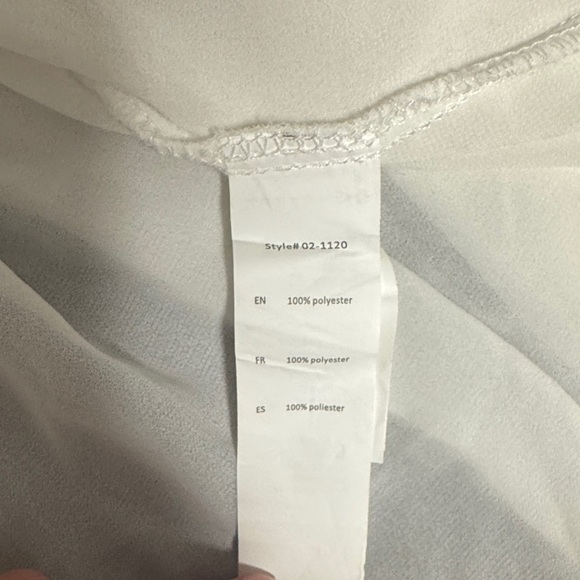 Style# 02-1120
EN 100% polyester
FR 100% polyester
ES 100% poliester